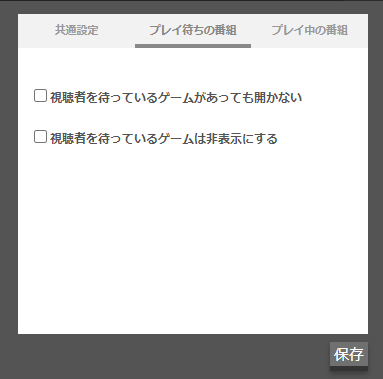 共通設定
プレイ待ちの番組
プレイ中の番組
視聴者を待っているゲームがあっても開かない
視聴者を待っているゲームは非表示にする
保存